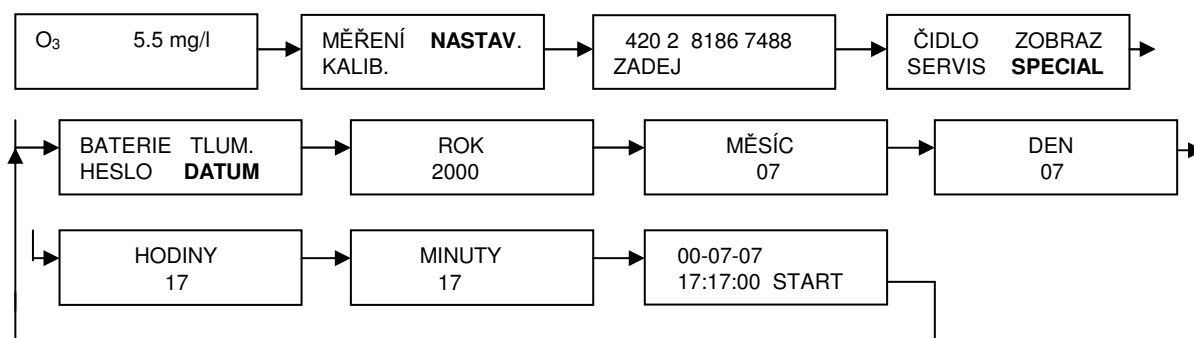 O₃ 5.5 mg/l
MĚŘENÍ NASTAV.
KALIB.
420 2 8186 7488
ZADEJ
ČIDLO ZOBRAZ
SERVIS SPECIAL
BATERIE TLUM.
HESLO DATUM
ROK
2000
MĚSÍC
07
DEN
07
HODINY
17
MINUTY
17
00-07-07
17:17:00 START